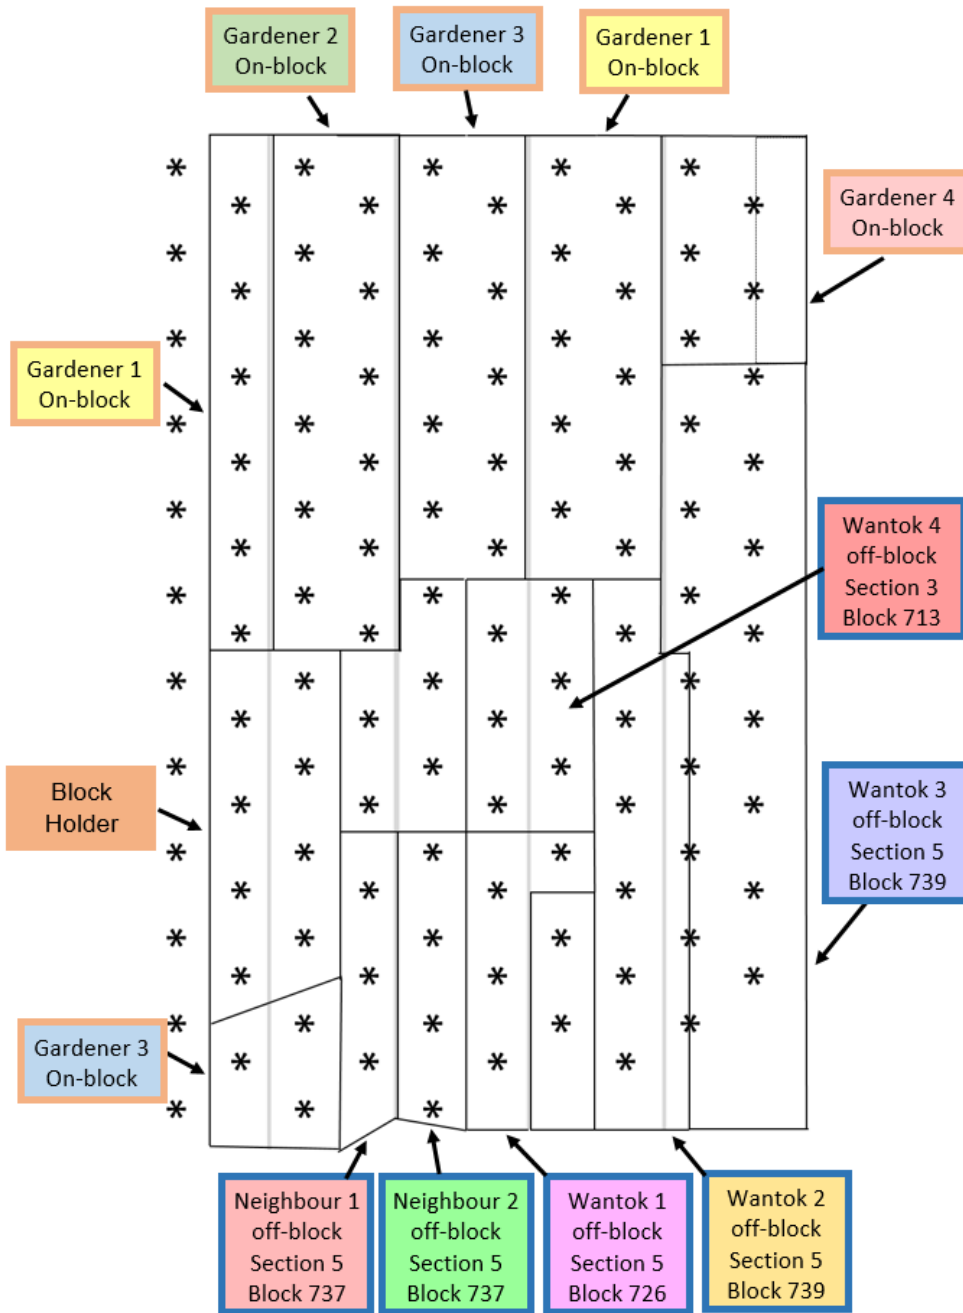 Gardener 2
On-block
Gardener 3
On-block
Gardener 1
On-block
Gardener 4
On-block
Gardener 1
On-block
Wantok 4
off-block
Section 3
Block 713
Block
Holder
Wantok 3
off-block
Section 5
Block 739
Gardener 3
On-block
Neighbour 1
off-block
Section 5
Block 737
Neighbour 2
off-block
Section 5
Block 737
Wantok 1
off-block
Section 5
Block 726
Wantok 2
off-block
Section 5
Block 739